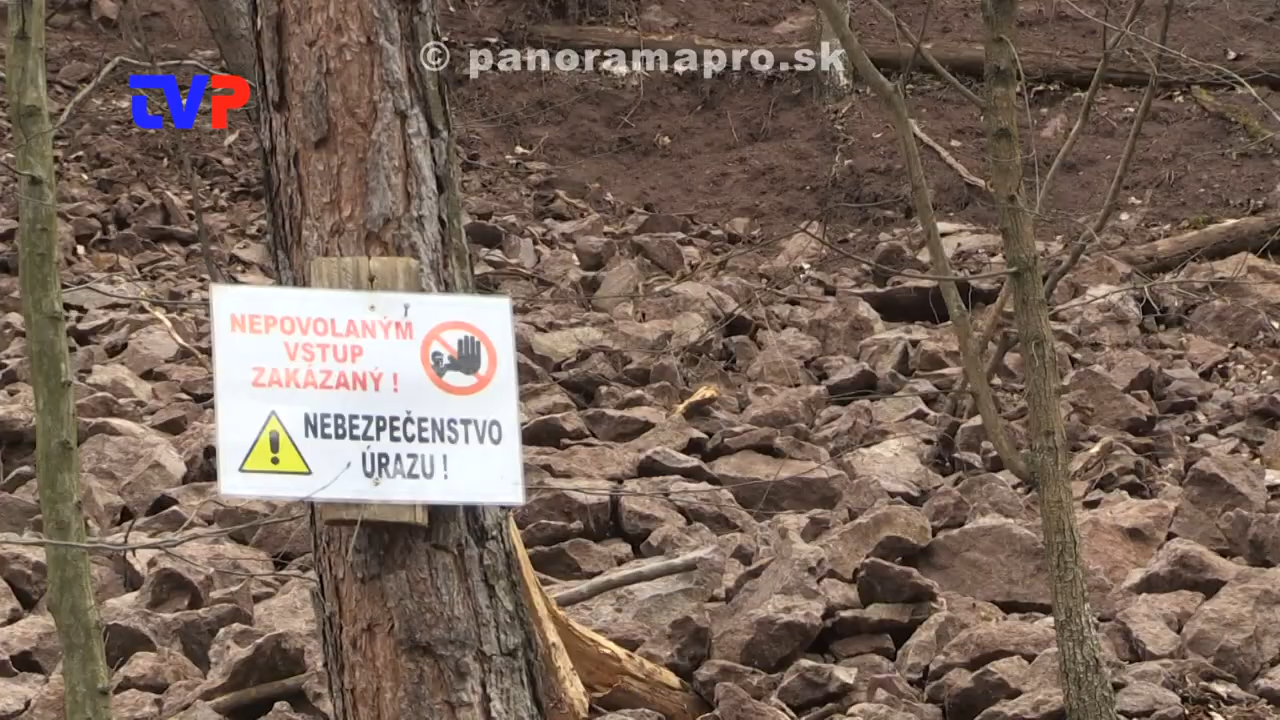 © panoramapro.sk
TVP
NEPOVOLANÝM
VSTUP
ZAKÁZANÝ !
NEBEZPEČENSTVO
ÚRAZU !